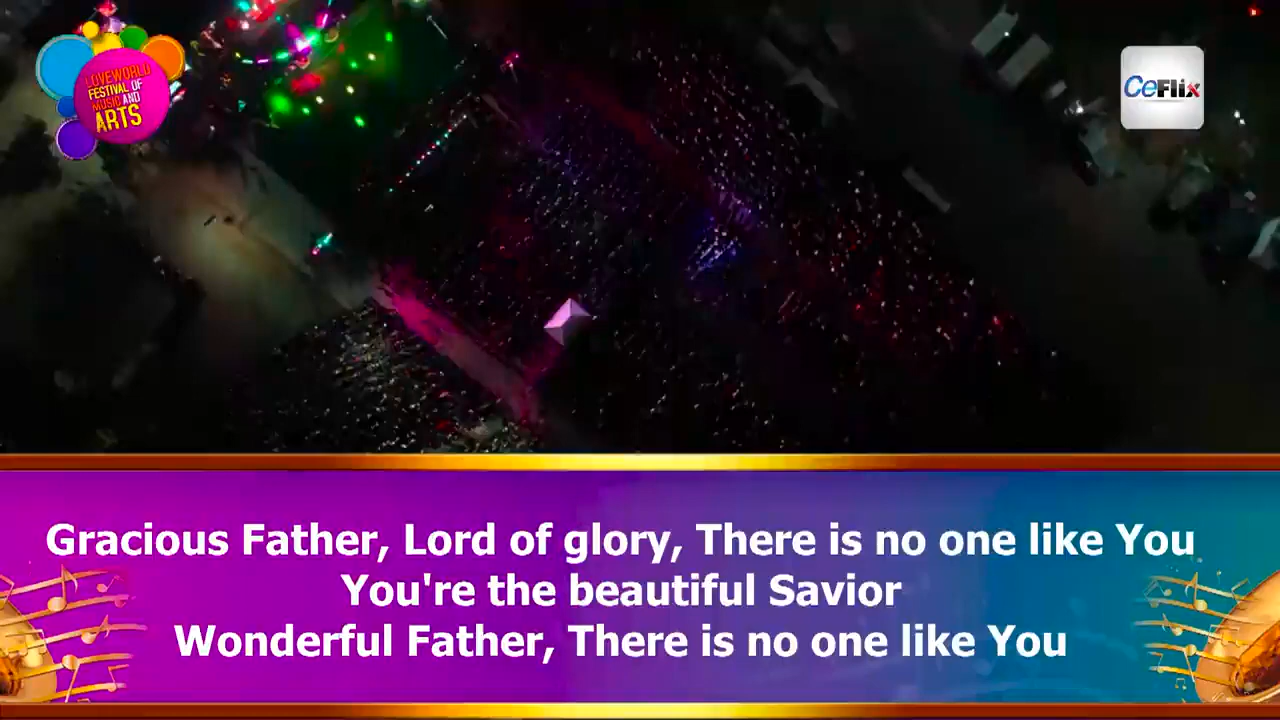 LOVEWORLD
FESTIVAL OF
MUSIC AND
ARTS
CeFlix
Gracious Father, Lord of glory, There is no one like You
You're the beautiful Savior
Wonderful Father, There is no one like You